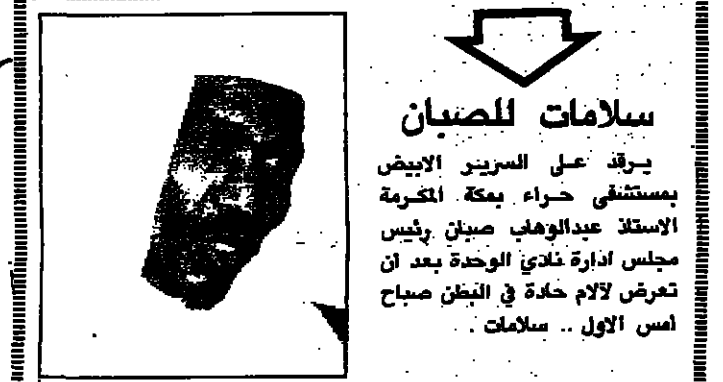 سلامات للصبان
يرقد على السرير الابيض
بمستشفى حراء بمكة المكرمة
الاستاذ عبدالوهاب صبان رئيس
مجلس ادارة نادي الوحدة بعد ان
تعرض لآلام حادة في البطن صباح
أمس الاول .. سلامات .